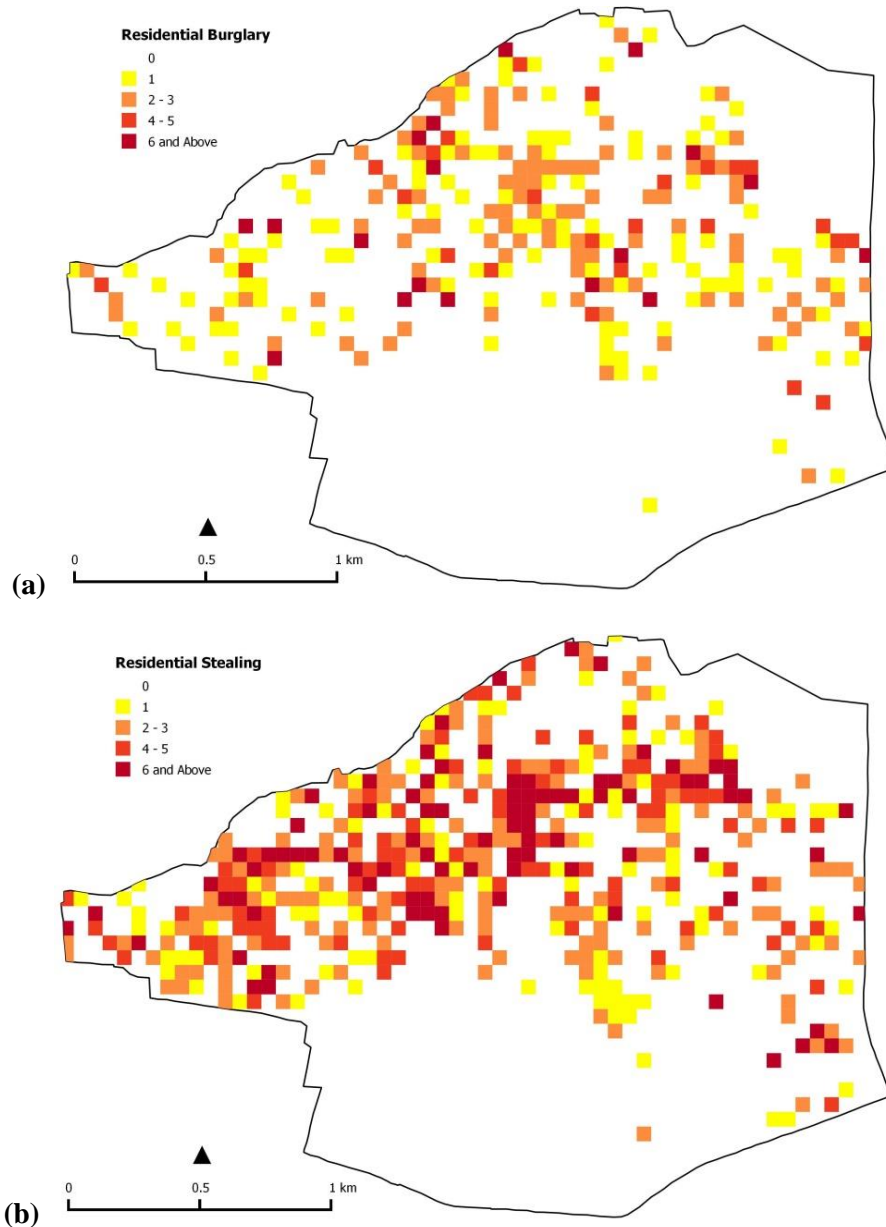 Residential Burglary
0
1
2 - 3
4 - 5
6 and Above
0
0.5
1 km
(a)
Residential Stealing
0
1
2 - 3
4 - 5
6 and Above
0
0.5
1 km
(b)